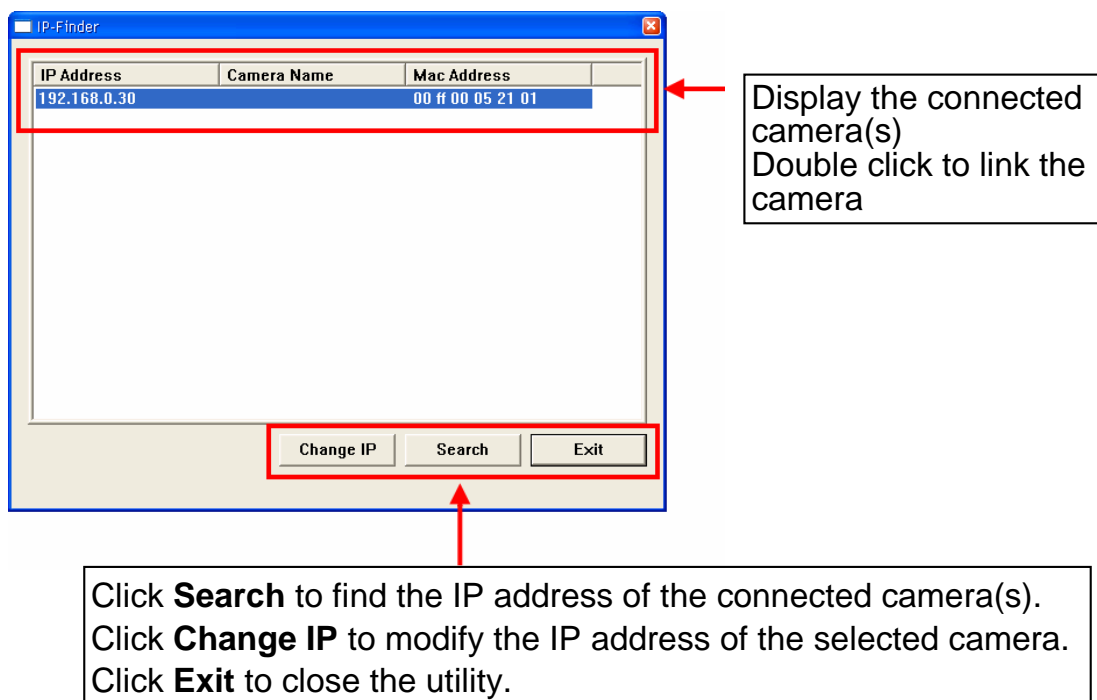 IP-Finder
IP Address Camera Name Mac Address
192.168.0.30 00 ff 00 05 21 01
Display the connected
camera(s)
Double click to link the
camera
Change IP Search Exit
Click Search to find the IP address of the connected camera(s).
Click Change IP to modify the IP address of the selected camera.
Click Exit to close the utility.